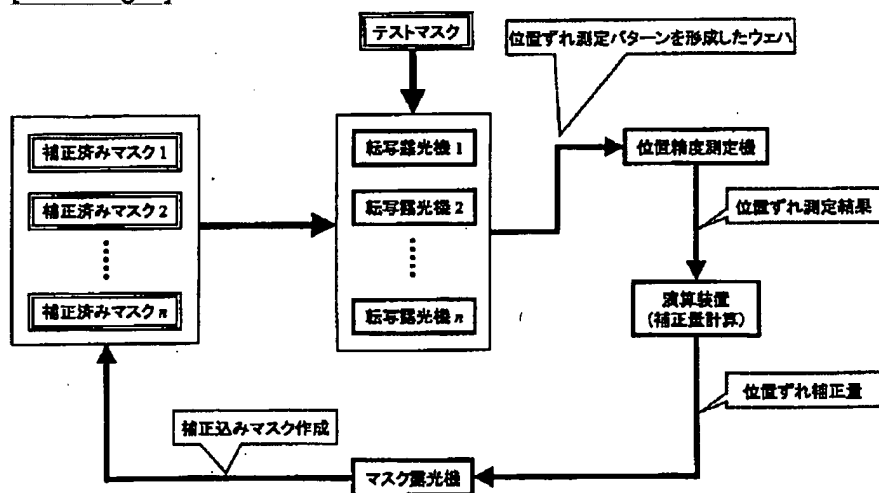 テストマスク
位置ずれ測定パターンを形成したウェハ
補正済みマスク1
補正済みマスク2
補正済みマスクn
転写露光機1
転写露光機2
転写露光機n
位置精度測定機
位置ずれ測定結果
演算装置
(補正量計算)
位置ずれ補正量
補正込みマスク作成
マスク露光機